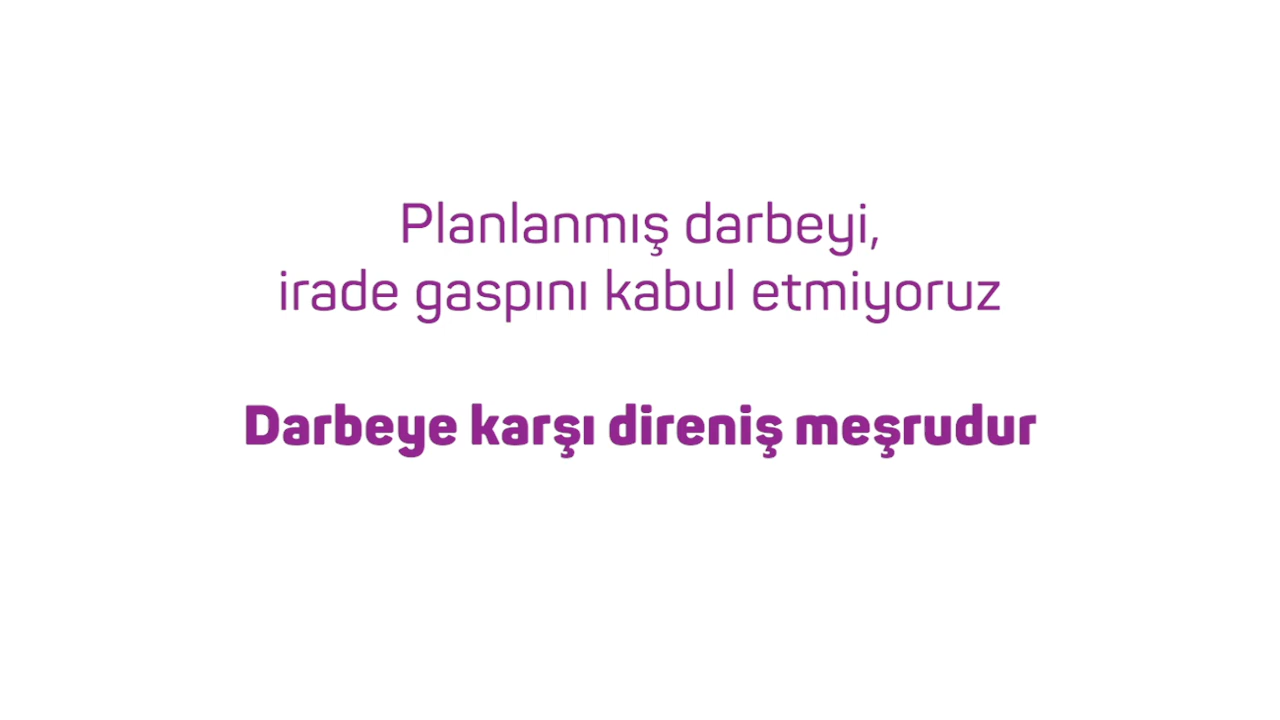 Planlanmış darbeyi,
irade gaspını kabul etmiyoruz
Darbeye karşı direniş meşrudur